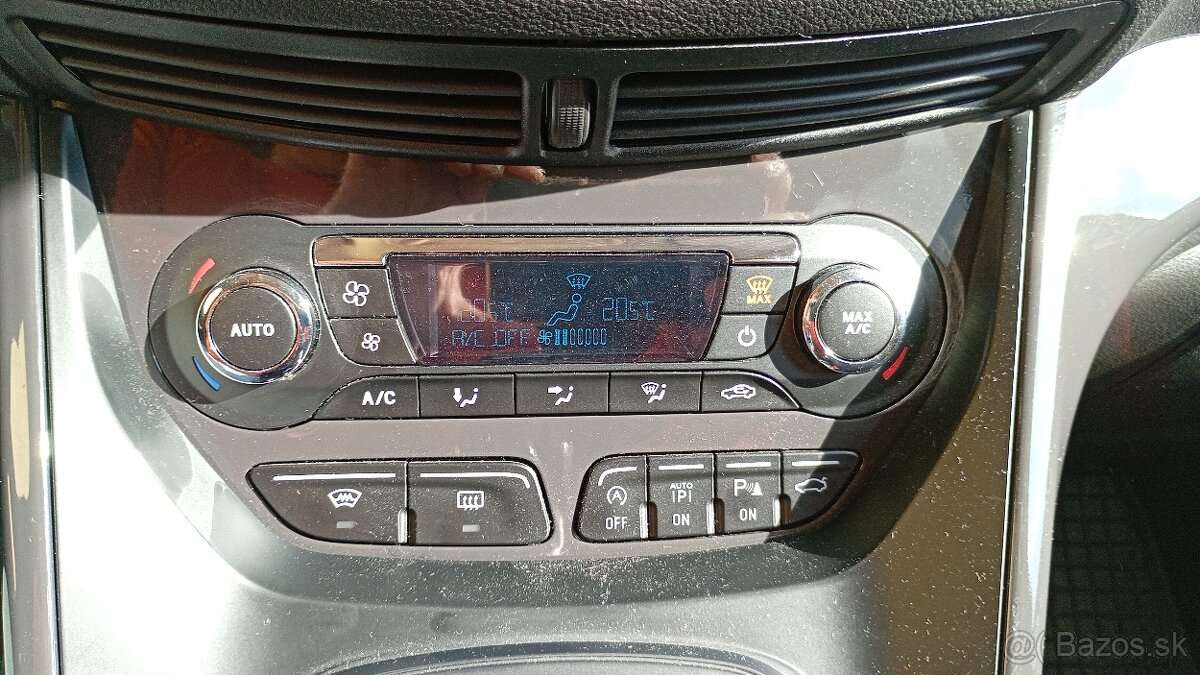 AUTO
20.5°C
A/C OFF
MAX
MAX
A/C
A/C
A
OFF
AUTO
P
ON
P
ON
@f Bazos.sk